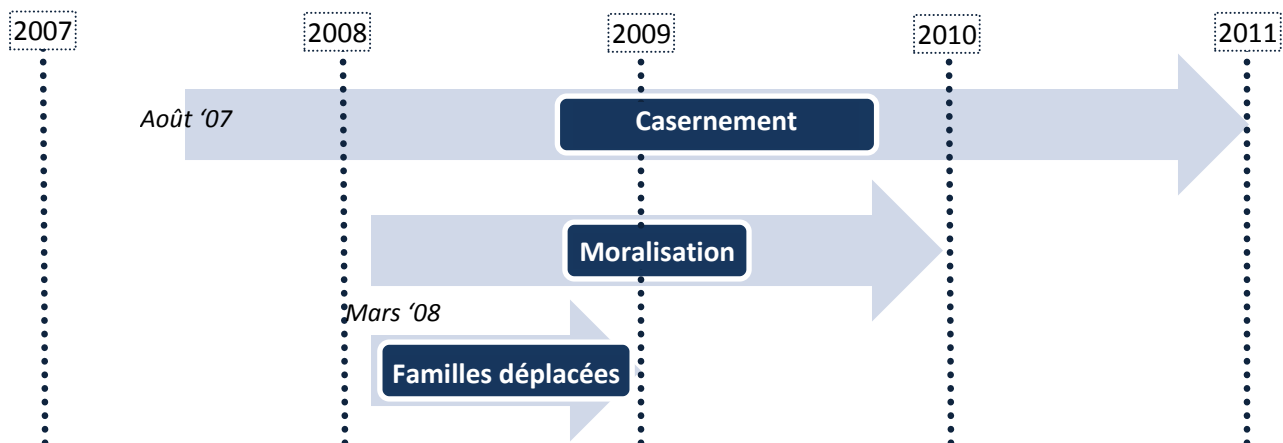 2007 2008 2009 2010 2011
Août ‘07
Casernement
Moralisation
Mars ‘08
Familles déplacées